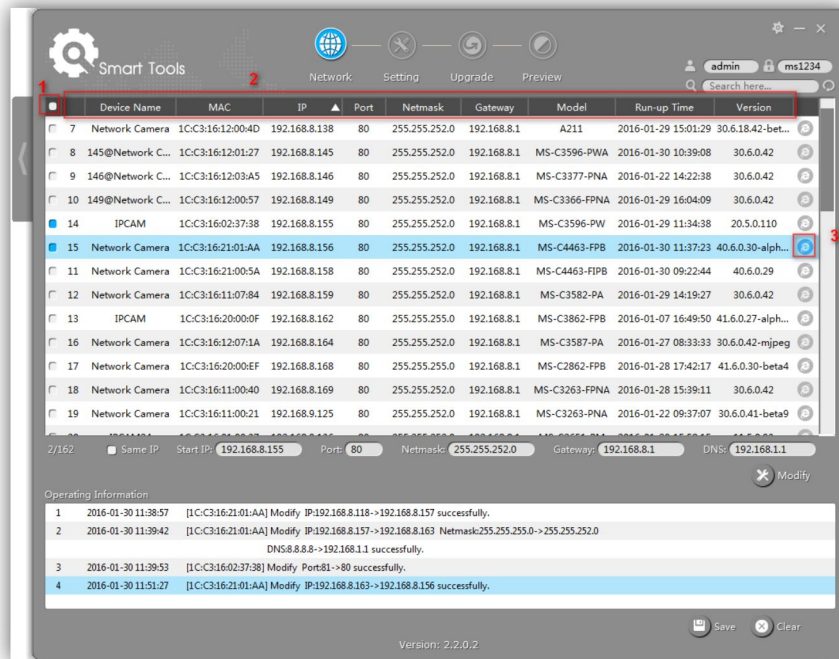 Smart Tools
Network Setting Upgrade Preview
admin ms1234
Search here...
1 2
Device Name MAC IP Port Netmask Gateway Model Run-up Time Version
7 Network Camera 1C:C3:16:12:00:4D 192.168.8.138 80 255.255.252.0 192.168.8.1 A211 2016-01-29 15:01:29 30.6.18.42-bet...
8 145@Network C... 1C:C3:16:12:01:27 192.168.8.145 80 255.255.252.0 192.168.8.1 MS-C3596-PWA 2016-01-30 10:39:08 30.6.0.42
9 146@Network C... 1C:C3:16:12:03:A5 192.168.8.146 80 255.255.252.0 192.168.8.1 MS-C3377-PNA 2016-01-22 14:22:38 30.6.0.42
10 149@Network C... 1C:C3:16:12:00:57 192.168.8.149 80 255.255.252.0 192.168.8.1 MS-C3366-FPNA 2016-01-29 16:04:09 30.6.0.42
14 IPCAM 1C:C3:16:02:37:38 192.168.8.155 80 255.255.252.0 192.168.8.1 MS-C3596-PW 2016-01-29 11:34:38 20.5.0.110
15 Network Camera 1C:C3:16:21:01:AA 192.168.8.156 80 255.255.252.0 192.168.8.1 MS-C4463-FPB 2016-01-30 11:37:23 40.6.0.30-alph... 3
11 Network Camera 1C:C3:16:21:00:5A 192.168.8.158 80 255.255.252.0 192.168.8.1 MS-C4463-FIPB 2016-01-30 09:22:44 40.6.0.29
12 Network Camera 1C:C3:16:11:07:84 192.168.8.159 80 255.255.252.0 192.168.8.1 MS-C3582-PA 2016-01-29 14:19:27 30.6.0.42
13 IPCAM 1C:C3:16:20:00:0F 192.168.8.162 80 255.255.252.0 192.168.8.1 MS-C3862-FPB 2016-01-07 16:49:50 41.6.0.27-alph...
16 Network Camera 1C:C3:16:12:07:1A 192.168.8.164 80 255.255.252.0 192.168.8.1 MS-C3587-PA 2016-01-27 08:33:33 30.6.0.42-mjpeg
17 Network Camera 1C:C3:16:20:00:EF 192.168.8.168 80 255.255.255.0 192.168.8.1 MS-C2862-FPB 2016-01-28 17:42:17 41.6.0.30-beta4
18 Network Camera 1C:C3:16:11:00:40 192.168.8.169 80 255.255.252.0 192.168.8.1 MS-C3263-FPNA 2016-01-28 15:39:11 30.6.0.42
19 Network Camera 1C:C3:16:11:00:21 192.168.9.125 80 255.255.252.0 192.168.8.1 MS-C3263-PNA 2016-01-22 09:37:07 30.6.0.41-beta9
2/162 Same IP Start IP: 192.168.8.155 Port: 80 Netmask: 255.255.252.0 Gateway: 192.168.8.1 DNS: 192.168.1.1
Modify
Operating Information
1 2016-01-30 11:38:57 [1C:C3:16:21:01:AA] Modify IP:192.168.8.118->192.168.8.157 successfully.
2 2016-01-30 11:39:42 [1C:C3:16:21:01:AA] Modify IP:192.168.8.157->192.168.8.163 Netmask:255.255.255.0->255.255.252.0
DNS:8.8.8.8->192.168.1.1 successfully.
3 2016-01-30 11:39:53 [1C:C3:16:02:37:38] Modify Port:81->80 successfully.
4 2016-01-30 11:51:27 [1C:C3:16:21:01:AA] Modify IP:192.168.8.163->192.168.8.156 successfully.
Save Clear
Version: 2.2.0.2